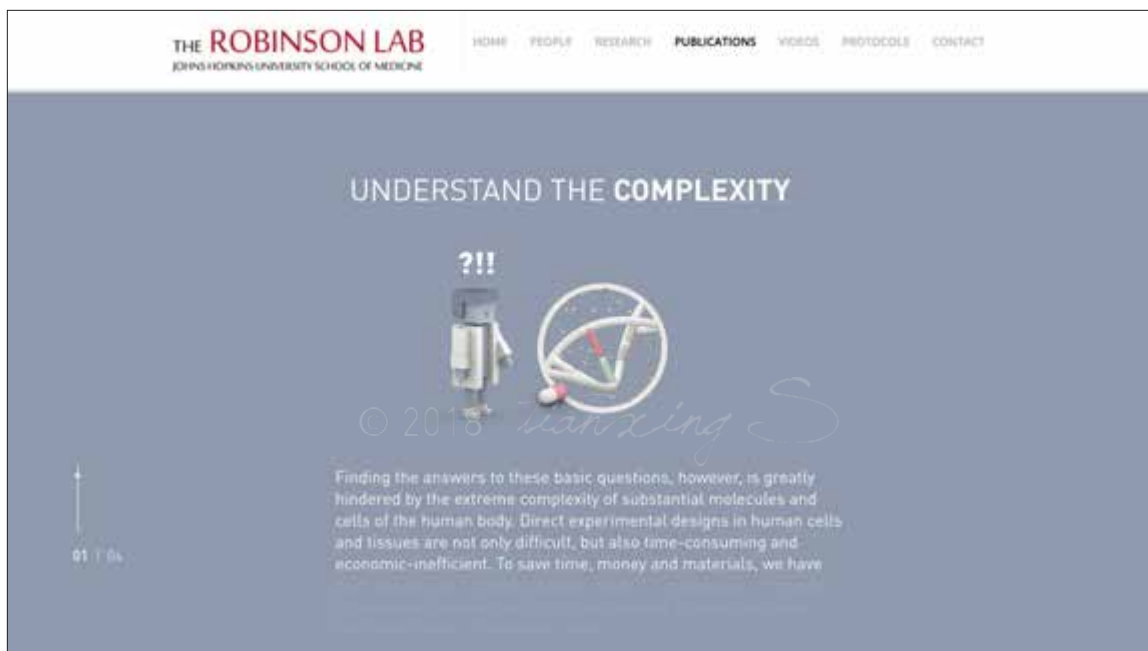 THE ROBINSON LAB
JOHNS HOPKINS UNIVERSITY SCHOOL OF MEDICINE
HOME PEOPLE RESEARCH PUBLICATIONS VIDEOS PROTOCOLS CONTACT
UNDERSTAND THE COMPLEXITY
?!!
© 2018 Tianxing S
Finding the answers to these basic questions, however, is greatly
hindered by the extreme complexity of substantial molecules and
cells of the human body. Direct experimental designs in human cells
and tissues are not only difficult, but also time-consuming and
economic-inefficient. To save time, money and materials, we have
01 | 04